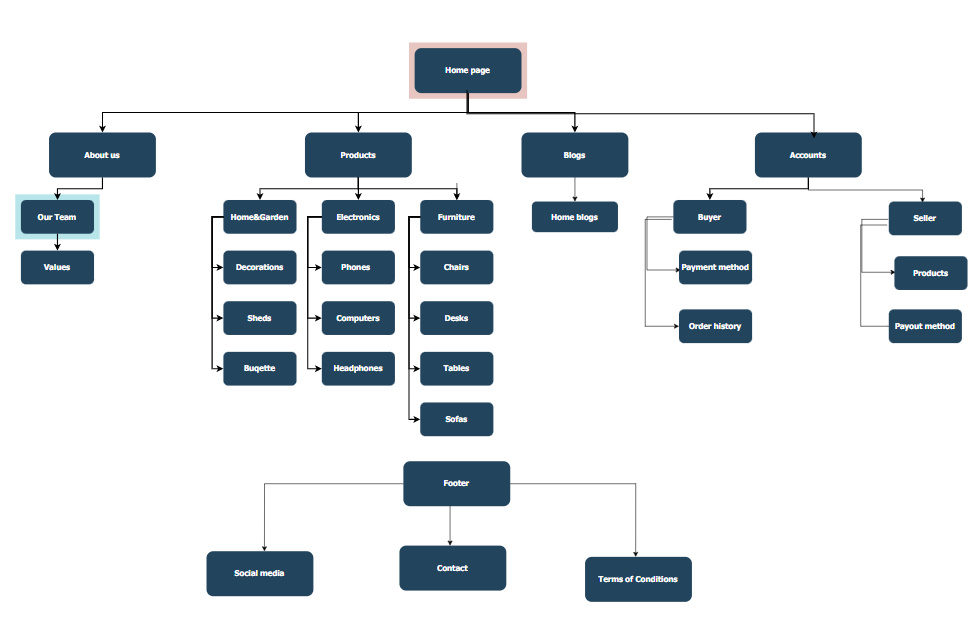 Home page
About us
Products
Blogs
Accounts
Our Team
Home&Garden
Electronics
Furniture
Home blogs
Buyer
Seller
Values
Decorations
Phones
Chairs
Payment method
Products
Sheds
Computers
Desks
Order history
Payout method
Buqette
Headphones
Tables
Sofas
Footer
Social media
Contact
Terms of Conditions